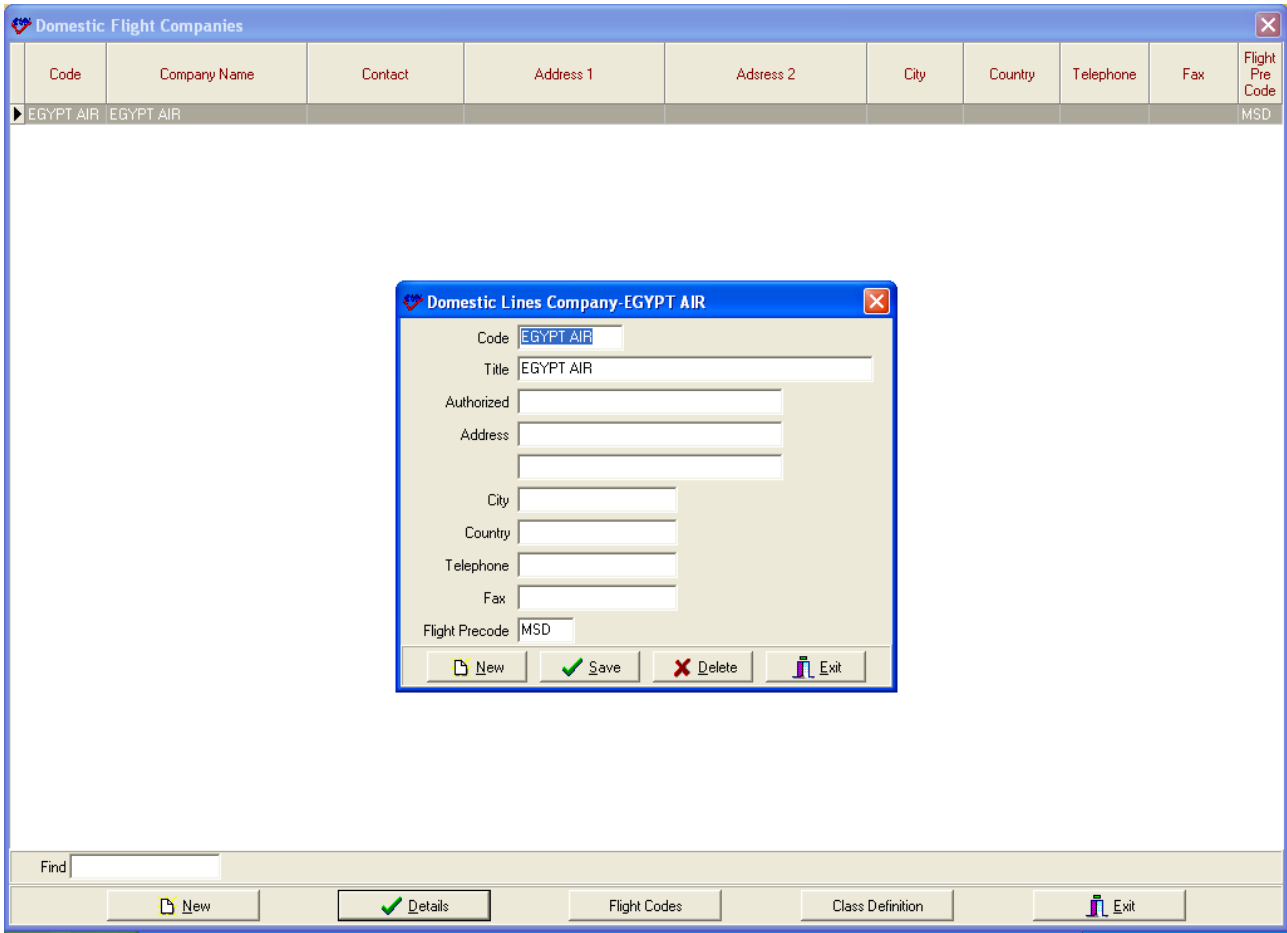 Domestic Flight Companies
Code Company Name Contact Address 1 Adsress 2 City Country Telephone Fax Flight Pre Code
EGYPT AIR EGYPT AIR MSD
Domestic Lines Company-EGYPT AIR
Code EGYPT AIR
Title EGYPT AIR
Authorized
Address
City
Country
Telephone
Fax
Flight Precode MSD
New Save Delete Exit
Find
New Details Flight Codes Class Definition Exit